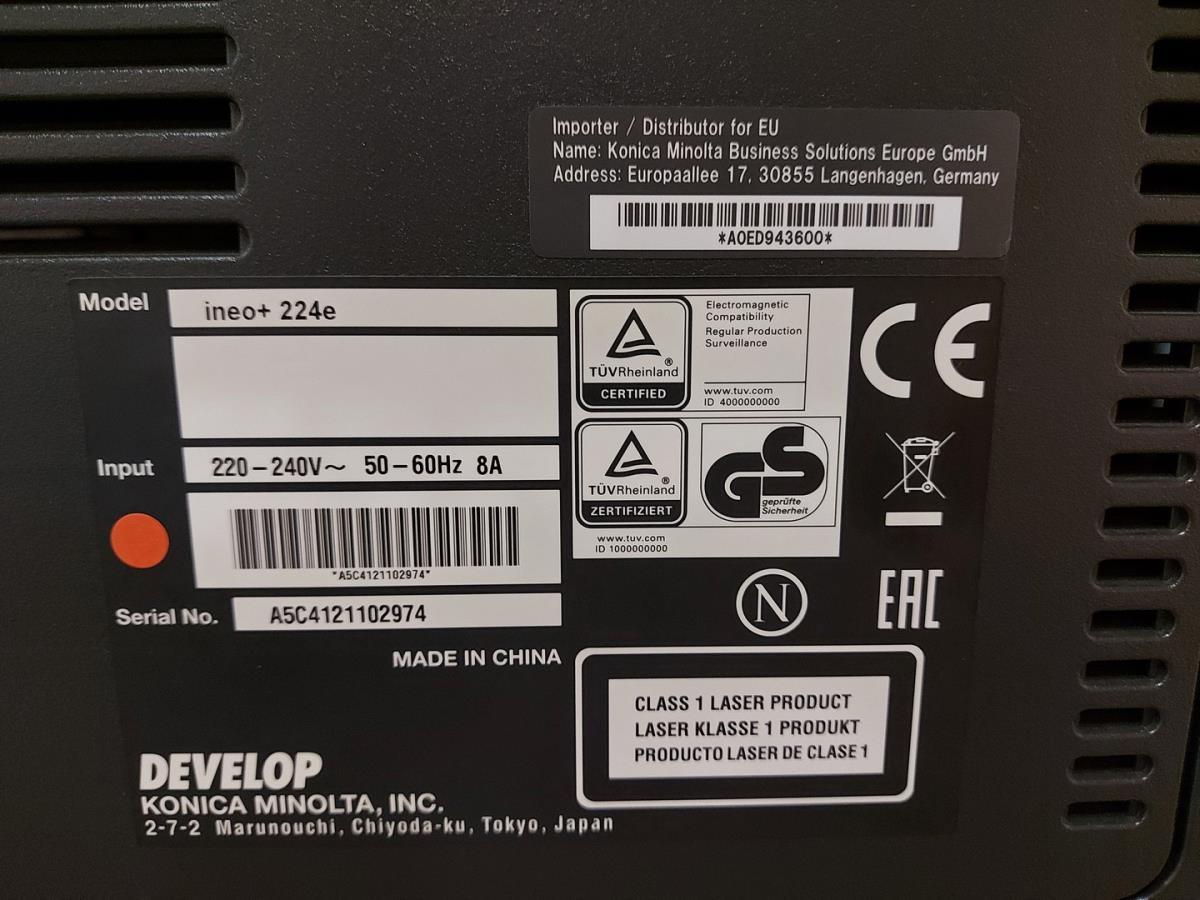 Importer / Distributor for EU
Name: Konica Minolta Business Solutions Europe GmbH
Address: Europaallee 17, 30855 Langenhagen, Germany
*A0ED943600*
Model
ineo+ 224e
Input
220-240V~ 50-60Hz 8A
*A5C4121102974*
Serial No.
A5C4121102974
MADE IN CHINA
DEVELOP
KONICA MINOLTA, INC.
2-7-2 Marunouchi, Chiyoda-ku, Tokyo, Japan
TÜVRheinland®
CERTIFIED
Electromagnetic
Compatibility
Regular Production
Surveillance
www.tuv.com
ID 4000000000
TÜVRheinland®
ZERTIFIZIERT
GS
geprüfte
Sicherheit
www.tuv.com
ID 1000000000
CE
N
EAC
CLASS 1 LASER PRODUCT
LASER KLASSE 1 PRODUKT
PRODUCTO LASER DE CLASE 1